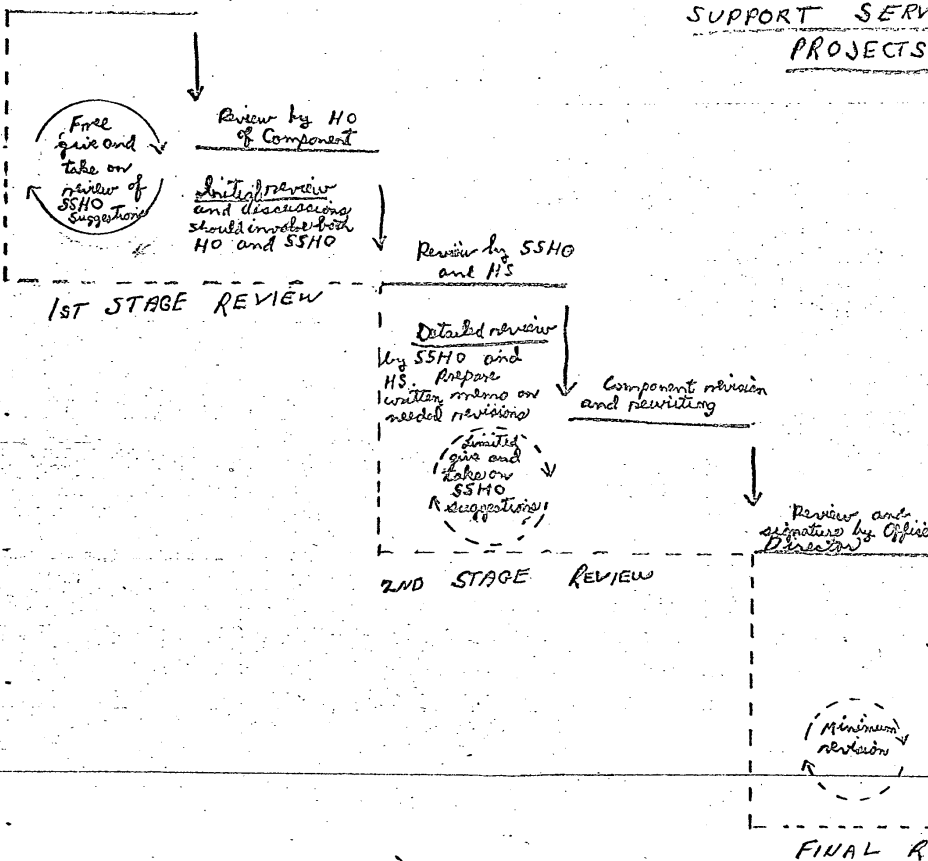 SUPPORT SERV
PROJECTS
Free
give and
take on
review of
SSHO
suggestions
Review by HO
of Component
Initial review
and discussions
should involve both
HO and SSHO
1ST STAGE REVIEW
Review by SSHO
and HS
Detailed review
by SSHO and
HS. Prepare
written memo on
needed revisions
Limited
give and
take on
SSHO
suggestions
Component revision
and rewriting
2ND STAGE REVIEW
Review and
signature by Office
Director
Minimum
revision
FINAL R